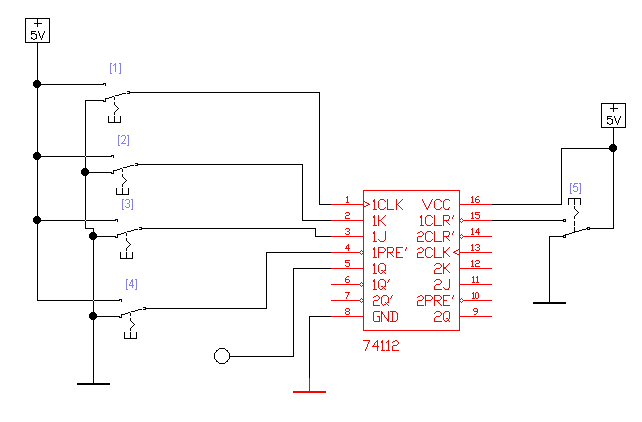 +
5V
[1]
[2]
[3]
[4]
+
5V
[5]
1 1CLK VCC 16
2 1K 1CLR' 15
3 1J 2CLR' 14
4 1PRE' 2CLK 13
5 1Q 2K 12
6 1Q' 2J 11
7 2Q' 2PRE' 10
8 GND 2Q 9
74112